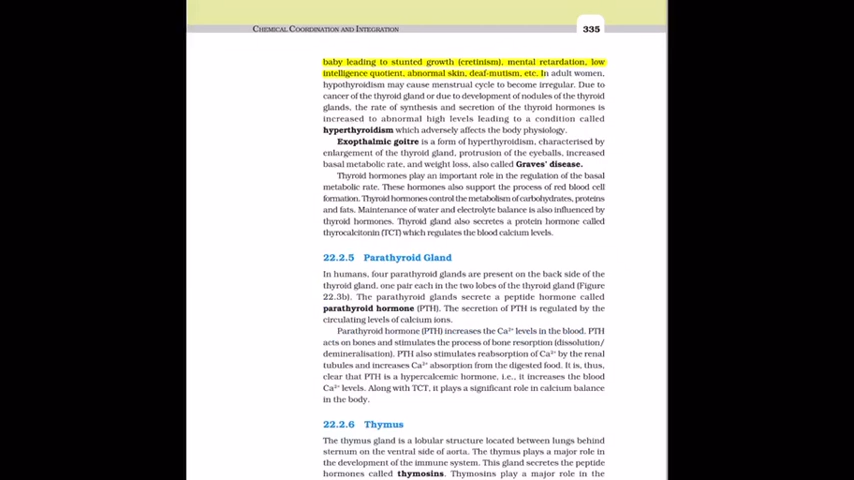 CHEMICAL COORDINATION AND INTEGRATION
335
baby leading to stunted growth (cretinism), mental retardation, low
intelligence quotient, abnormal skin, deaf-mutism, etc. In adult women,
hypothyroidism may cause menstrual cycle to become irregular. Due to
cancer of the thyroid gland or due to development of nodules of the thyroid
glands, the rate of synthesis and secretion of the thyroid hormones is
increased to abnormal high levels leading to a condition called
hyperthyroidism which adversely affects the body physiology.
Exopthalmic goitre is a form of hyperthyroidism, characterised by
enlargement of the thyroid gland, protrusion of the eyeballs, increased
basal metabolic rate, and weight loss, also called Graves' disease.
Thyroid hormones play an important role in the regulation of the basal
metabolic rate. These hormones also support the process of red blood cell
formation. Thyroid hormones control the metabolism of carbohydrates, proteins
and fats. Maintenance of water and electrolyte balance is also influenced by
thyroid hormones. Thyroid gland also secretes a protein hormone called
thyrocalcitonin (TCT) which regulates the blood calcium levels.
22.2.5 Parathyroid Gland
In humans, four parathyroid glands are present on the back side of the
thyroid gland, one pair each in the two lobes of the thyroid gland (Figure
22.3b). The parathyroid glands secrete a peptide hormone called
parathyroid hormone (PTH). The secretion of PTH is regulated by the
circulating levels of calcium ions.
Parathyroid hormone (PTH) increases the Ca²⁺ levels in the blood. PTH
acts on bones and stimulates the process of bone resorption (dissolution/
demineralisation). PTH also stimulates reabsorption of Ca²⁺ by the renal
tubules and increases Ca²⁺ absorption from the digested food. It is, thus,
clear that PTH is a hypercalcemic hormone, i.e., it increases the blood
Ca²⁺ levels. Along with TCT, it plays a significant role in calcium balance
in the body.
22.2.6 Thymus
The thymus gland is a lobular structure located between lungs behind
sternum on the ventral side of aorta. The thymus plays a major role in
the development of the immune system. This gland secretes the peptide
hormones called thymosins. Thymosins play a major role in the